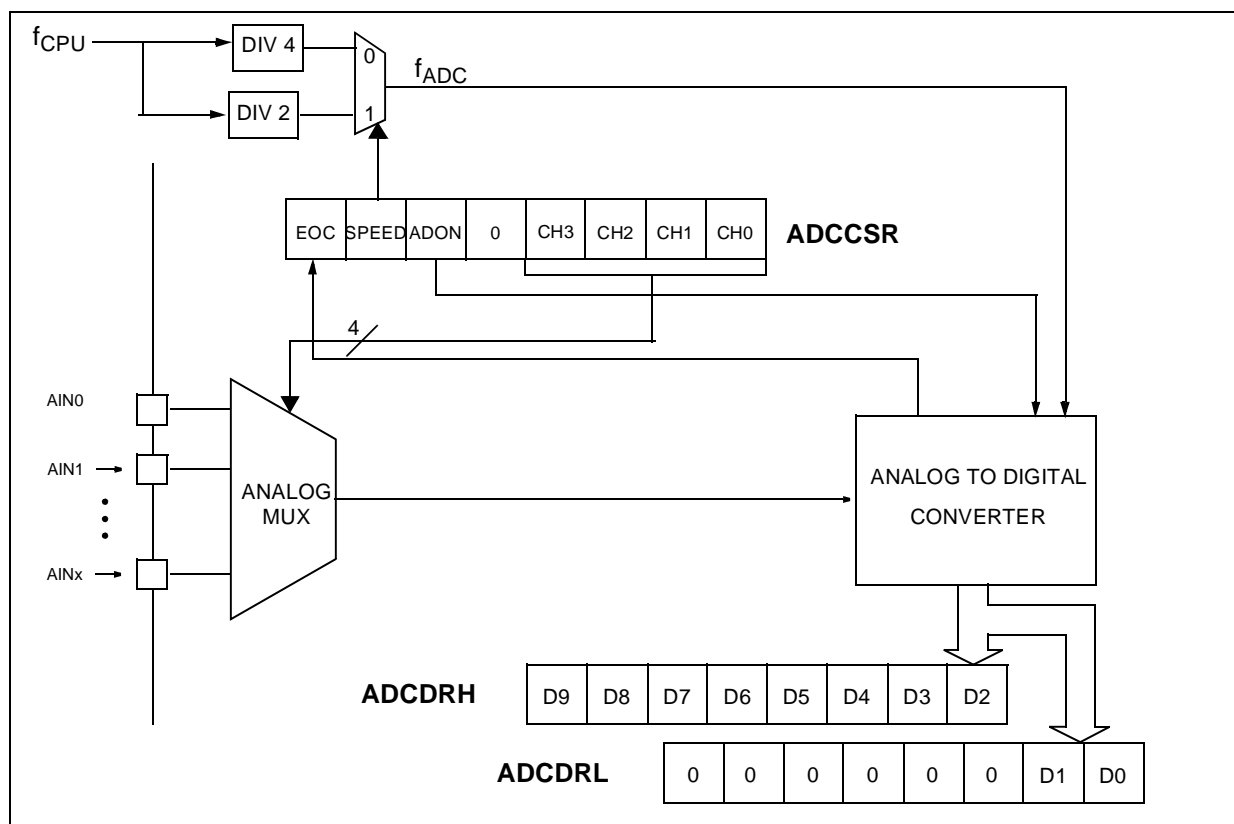 fCPU
DIV 4
0
fADC
DIV 2
1
EOC SPEED ADON 0 CH3 CH2 CH1 CH0
ADCCSR
4
AIN0
AIN1
ANALOG
MUX
AINx
ANALOG TO DIGITAL
CONVERTER
ADCDRH
D9 D8 D7 D6 D5 D4 D3 D2
ADCDRL
0 0 0 0 0 0 D1 D0